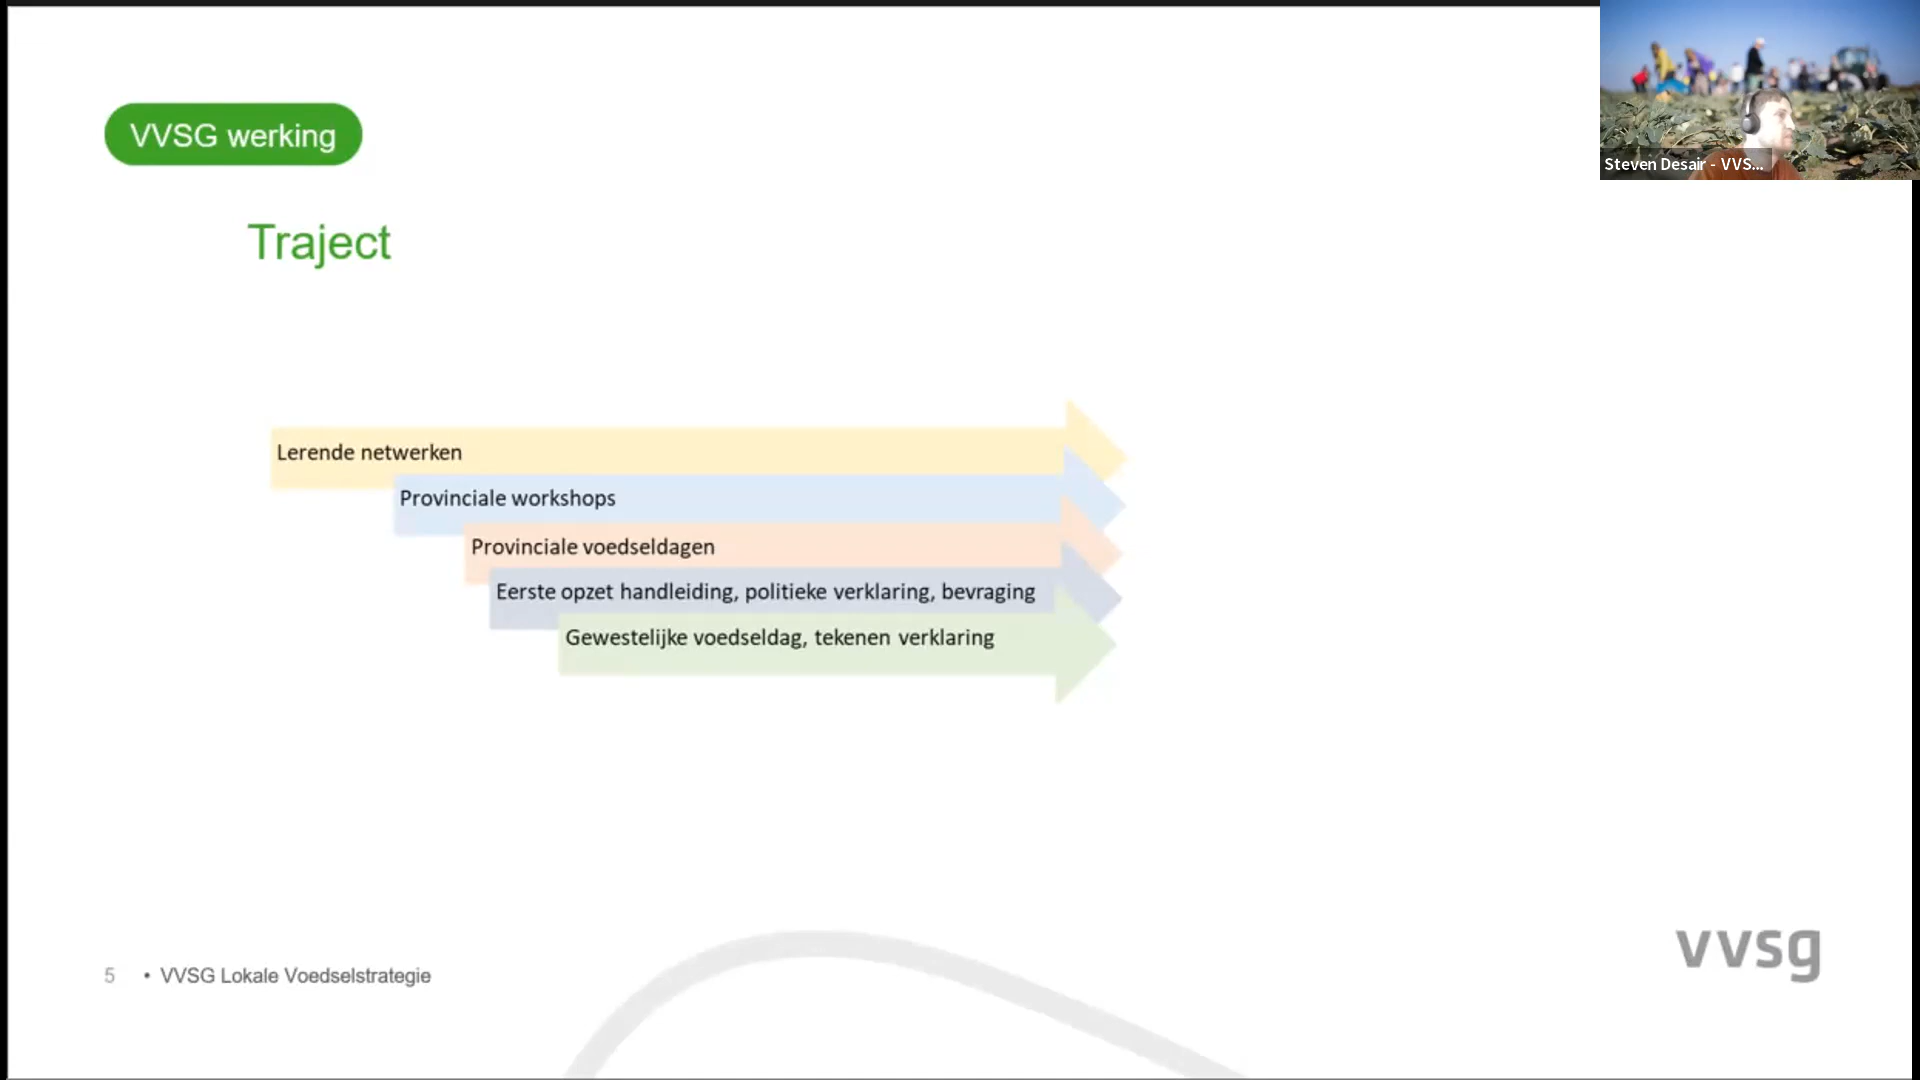 VVSG werking
Steven Desair - VVS...
Traject
Lerende netwerken
Provinciale workshops
Provinciale voedseldagen
Eerste opzet handleiding, politieke verklaring, bevraging
Gewestelijke voedseldag, tekenen verklaring
vvsg
5 • VVSG Lokale Voedselstrategie